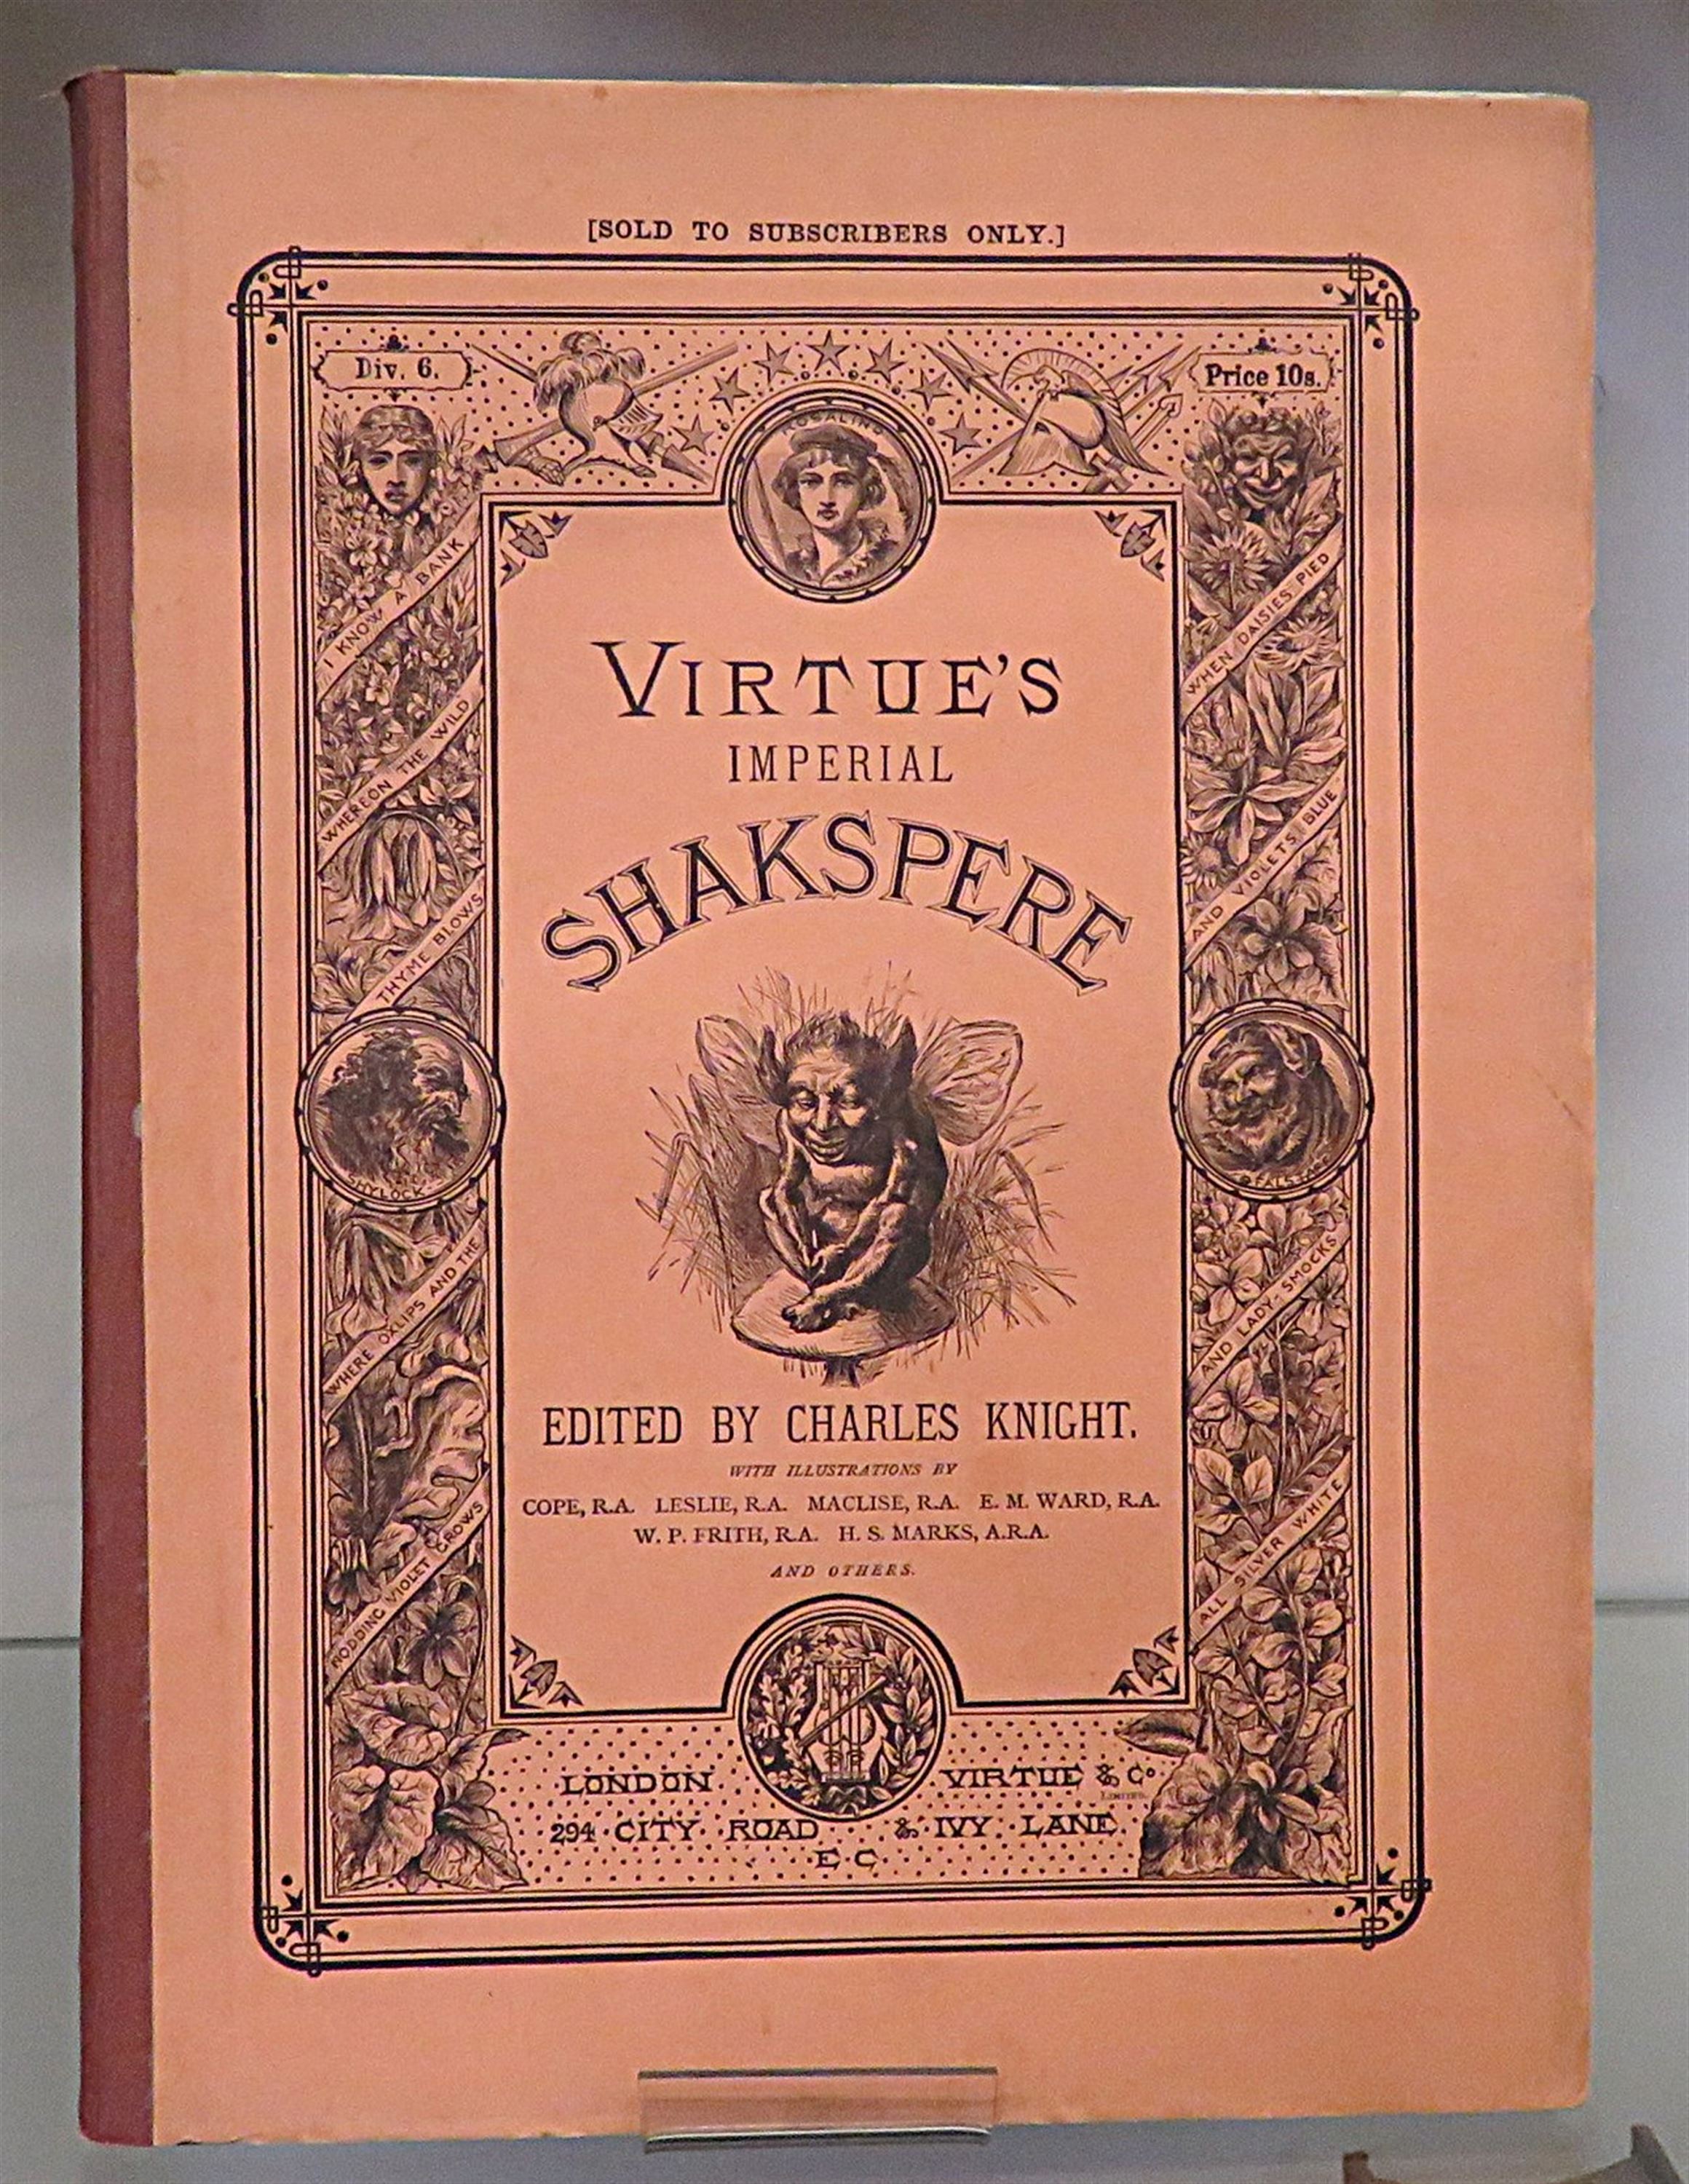 [SOLD TO SUBSCRIBERS ONLY.]
Div. 6.
Price 10s.
ROSALIND
I KNOW A BANK
WHEREON THE WILD
THYME BLOWS
SHYLOCK
WHERE OXLIPS AND THE
NODDING VIOLET GROWS
WHEN DAISIES PIED
AND VIOLETS BLUE
FALSTAFF
AND LADY-SMOCKS
ALL SILVER WHITE
VIRTUE'S
IMPERIAL
SHAKSPERE
EDITED BY CHARLES KNIGHT.
WITH ILLUSTRATIONS BY
COPE, R.A. LESLIE, R.A. MACLISE, R.A. E. M. WARD, R.A.
W. P. FRITH, R.A. H. S. MARKS, A.R.A.
AND OTHERS.
LONDON VIRTUE & Co
LIMITED.
294 CITY ROAD & IVY LANE
E.C.